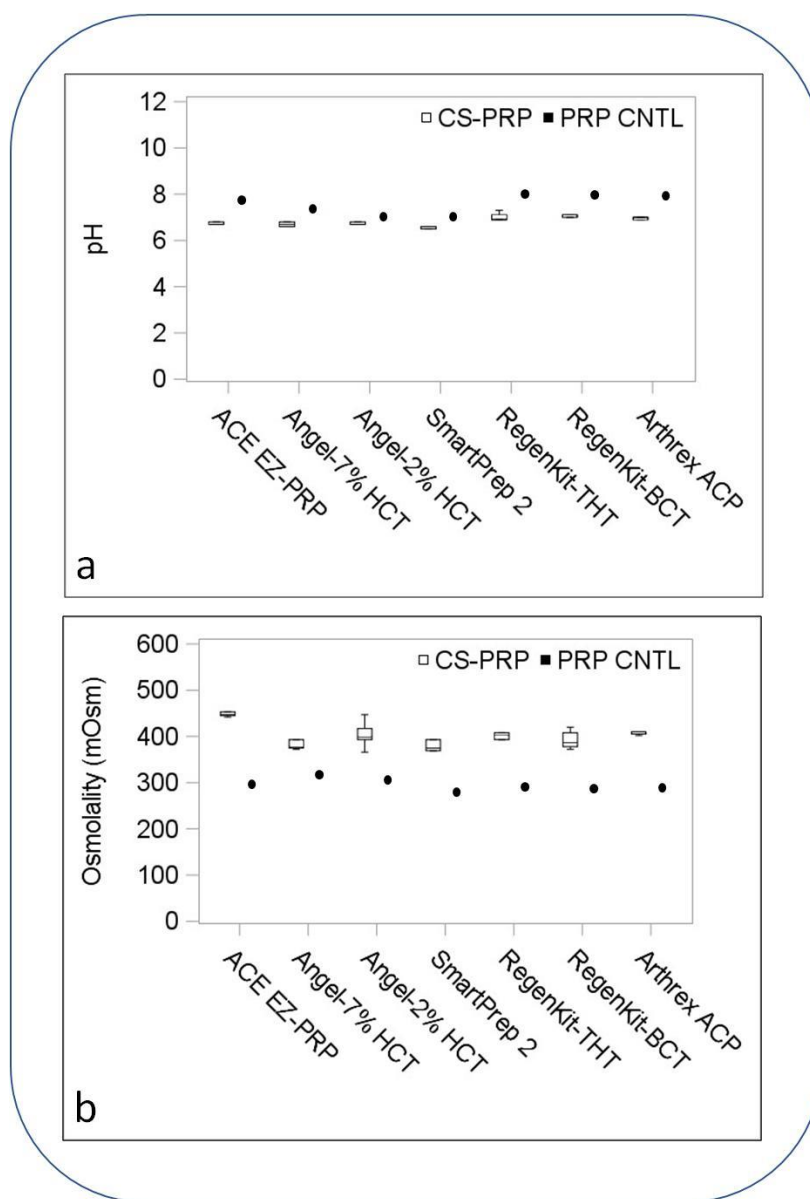 12
10
8
6
4
2
0
pH
CS-PRP PRP CNTL
ACE EZ-PRP
Angel-7% HCT
Angel-2% HCT
SmartPrep 2
RegenKit-THT
RegenKit-BCT
Arthrex ACP
a
600
500
400
300
200
100
0
Osmolality (mOsm)
CS-PRP PRP CNTL
ACE EZ-PRP
Angel-7% HCT
Angel-2% HCT
SmartPrep 2
RegenKit-THT
RegenKit-BCT
Arthrex ACP
b